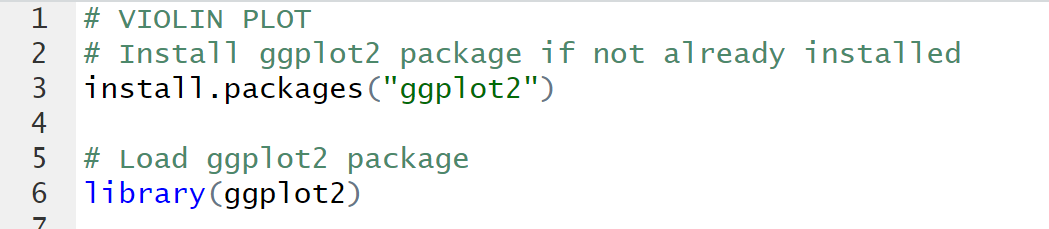 1 # VIOLIN PLOT
2 # Install ggplot2 package if not already installed
3 install.packages("ggplot2")
4
5 # Load ggplot2 package
6 library(ggplot2)
7